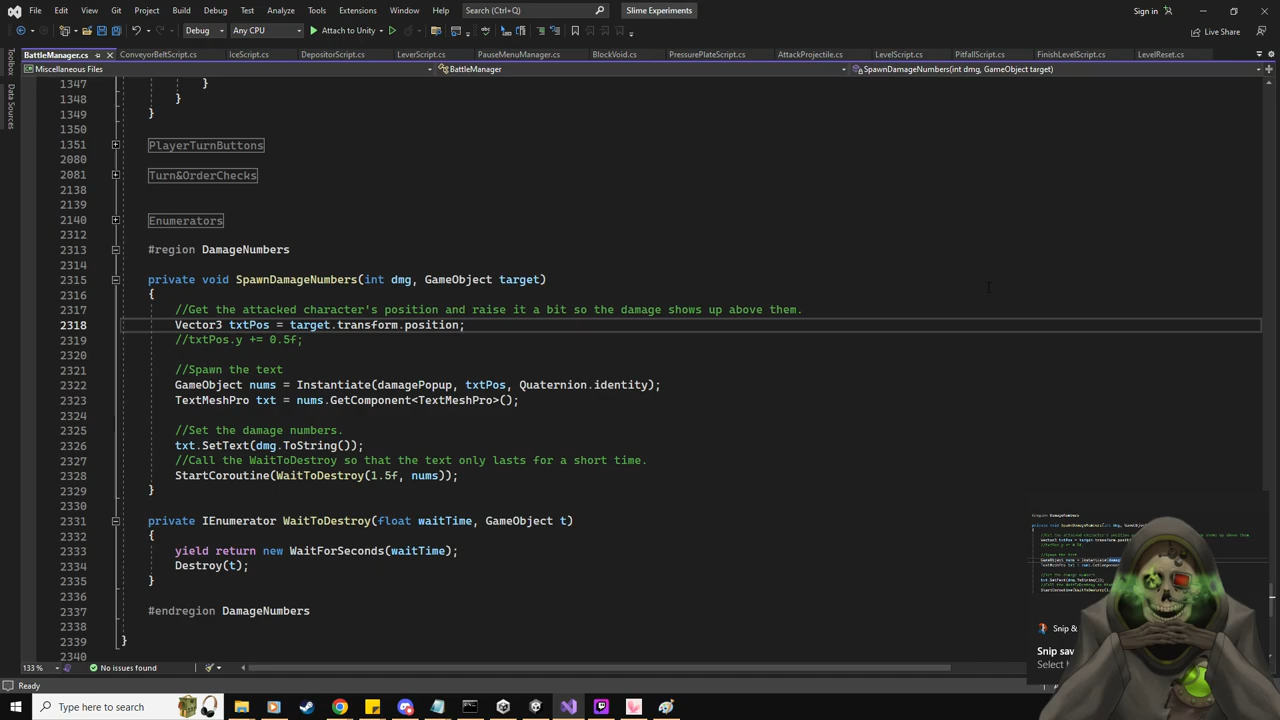 File Edit View Git Project Build Debug Test Analyze Tools Extensions Window Help Search (Ctrl+Q) Slime Experiments Sign in
Debug Any CPU Attach to Unity Live Share
BattleManager.cs ConveyorBeltScript.cs IceScript.cs DepositorScript.cs LeverScript.cs PauseMenuManager.cs BlockVoid.cs PressurePlateScript.cs AttackProjectile.cs LevelScript.cs PitfallScript.cs FinishLevelScript.cs LevelReset.cs
Toolbox
Data Sources
Miscellaneous Files BattleManager SpawnDamageNumbers(int dmg, GameObject target)
1347 }
1348 }
1349 }
1350
1351 PlayerTurnButtons
2080
2081 Turn&OrderChecks
2138
2139
2140 Enumerators
2312
2313 #region DamageNumbers
2314
2315 private void SpawnDamageNumbers(int dmg, GameObject target)
2316 {
2317 //Get the attacked character's position and raise it a bit so the damage shows up above them.
2318 Vector3 txtPos = target.transform.position;
2319 //txtPos.y += 0.5f;
2320
2321 //Spawn the text
2322 GameObject nums = Instantiate(damagePopup, txtPos, Quaternion.identity);
2323 TextMeshPro txt = nums.GetComponent<TextMeshPro>();
2324
2325 //Set the damage numbers.
2326 txt.SetText(dmg.ToString());
2327 //Call the WaitToDestroy so that the text only lasts for a short time.
2328 StartCoroutine(WaitToDestroy(1.5f, nums));
2329 }
2330
2331 private IEnumerator WaitToDestroy(float waitTime, GameObject t)
2332 {
2333 yield return new WaitForSeconds(waitTime);
2334 Destroy(t);
2335 }
2336
2337 #endregion DamageNumbers
2338
2339 }
2340
Snip &
Snip sav
Select h
133 % No issues found
Ready
Type here to search